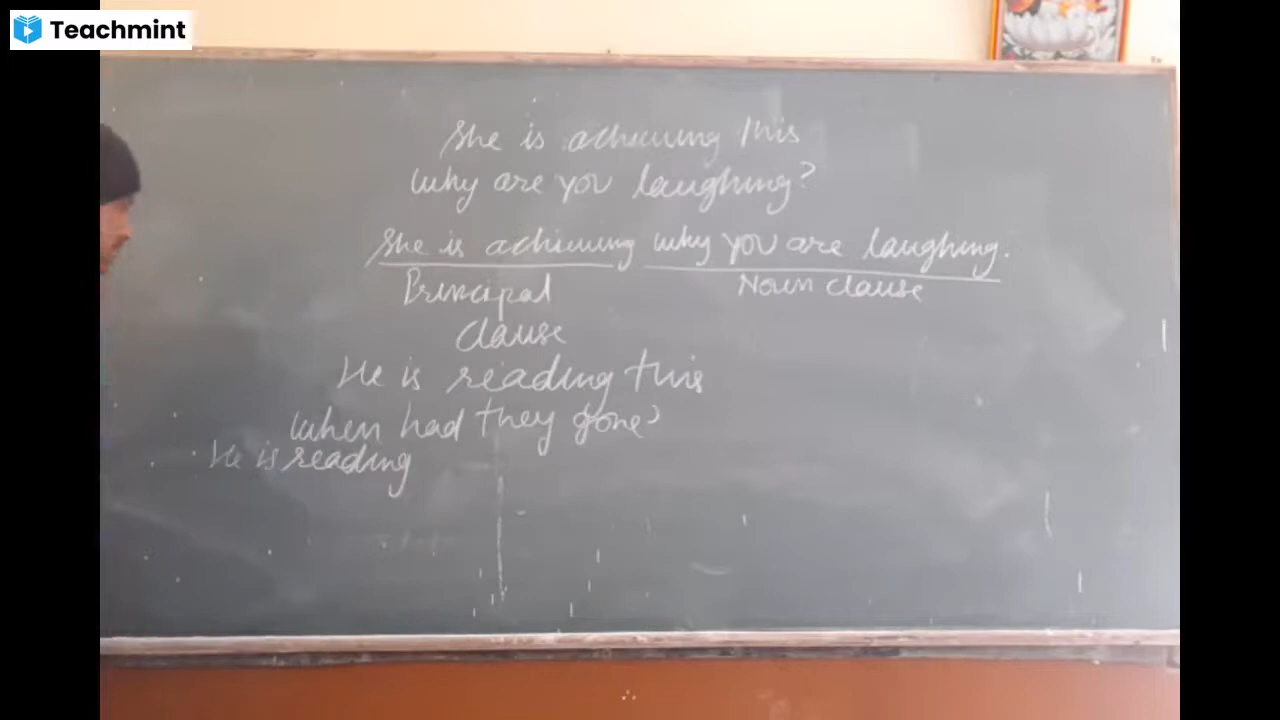 Teachmint
She is achieving this
Why are you laughing?
She is achieving why you are laughing.
Principal
Clause
Noun clause
He is reading this
When had they gone?
He is reading